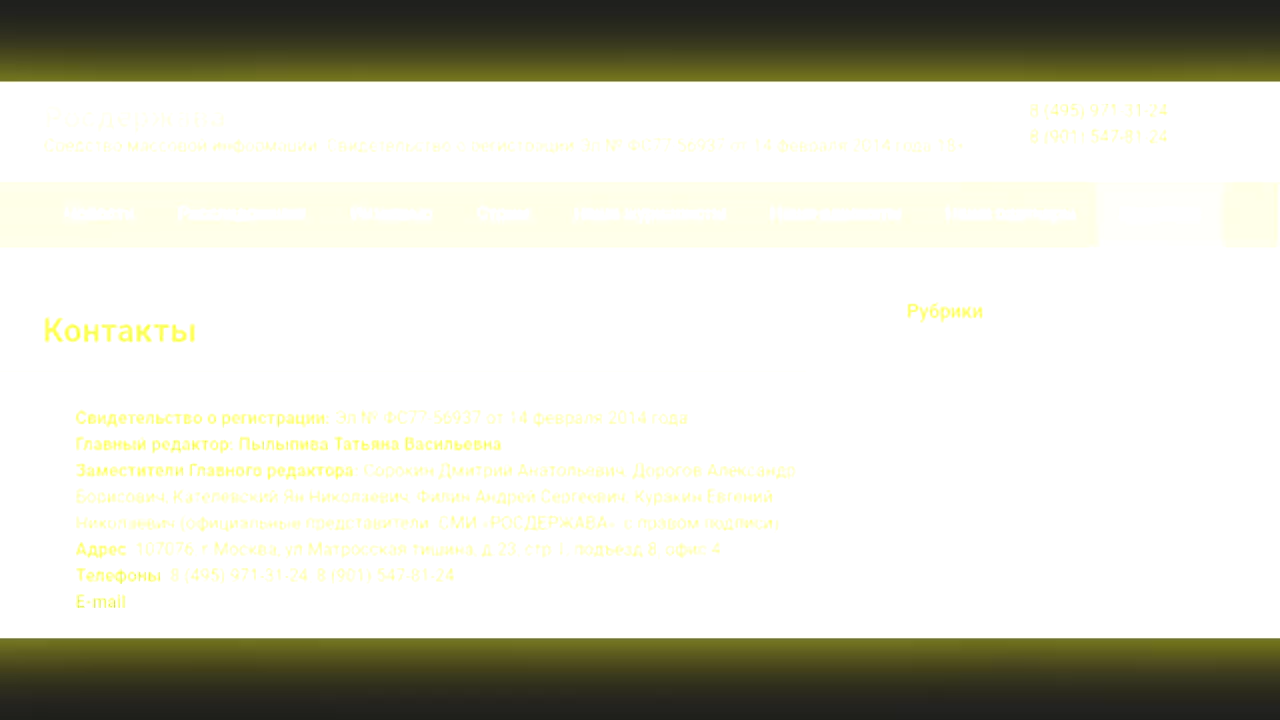 8 (495) 971-31-24
Средство массовой информации. Свидетельство о регистрации Эл № ФС77 56937 от 14 февраля 2014 года 18+
8 (901) 547-81-24
Рубрики
Контакты
Свидетельство о регистрации: Эл № ФС77 56937 от 14 февраля 2014 года
Главный редактор: Пылыпива Татьяна Васильевна
Заместители Главного редактора: Сорокин Дмитрий Анатольевич, Дорогов Александр
Борисович, Кателевский Ян Николаевич, Филин Андрей Сергеевич, Куракин Евгений
Николаевич (официальные представители СМИ «РОСДЕРЖАВА» с правом подписи)
Адрес: 107076, г.Москва, ул.Матросская тишина, д.23, стр.1, подъезд 8, офис 4
Телефоны: 8 (495) 971-31-24, 8 (901) 547-81-24
E-mail